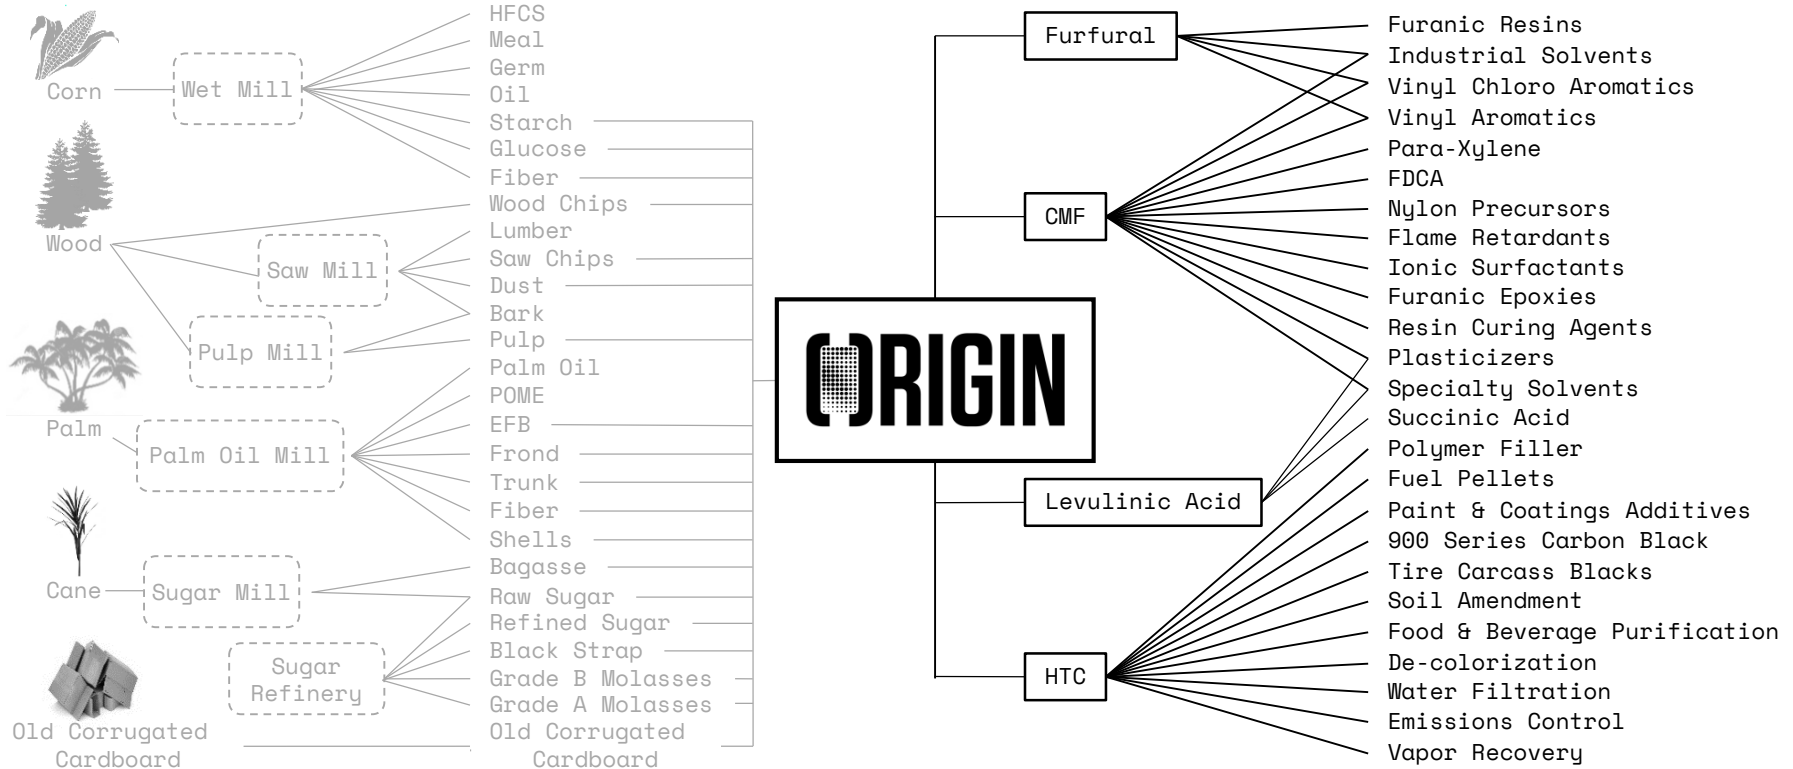 Corn
Wood
Palm
Cane
Old Corrugated
Cardboard
Wet Mill
Saw Mill
Pulp Mill
Palm Oil Mill
Sugar Mill
Sugar
Refinery
HFCS
Meal
Germ
Oil
Starch
Glucose
Fiber
Wood Chips
Lumber
Saw Chips
Dust
Bark
Pulp
Palm Oil
POME
EFB
Frond
Trunk
Fiber
Shells
Bagasse
Raw Sugar
Refined Sugar
Black Strap
Grade B Molasses
Grade A Molasses
Old Corrugated
Cardboard
ORIGIN
Furfural
CMF
Levulinic Acid
HTC
Furanic Resins
Industrial Solvents
Vinyl Chloro Aromatics
Vinyl Aromatics
Para-Xylene
FDCA
Nylon Precursors
Flame Retardants
Ionic Surfactants
Furanic Epoxies
Resin Curing Agents
Plasticizers
Specialty Solvents
Succinic Acid
Polymer Filler
Fuel Pellets
Paint & Coatings Additives
900 Series Carbon Black
Tire Carcass Blacks
Soil Amendment
Food & Beverage Purification
De-colorization
Water Filtration
Emissions Control
Vapor Recovery